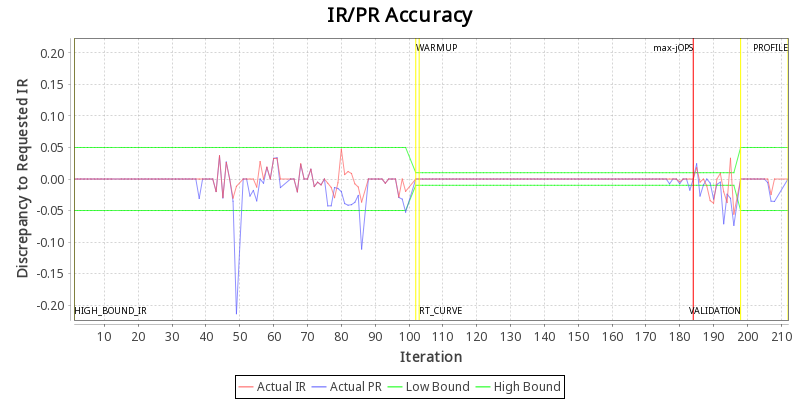 IR/PR Accuracy
Discrepancy to Requested IR
0.20
0.15
0.10
0.05
0.00
-0.05
-0.10
-0.15
-0.20
WARMUP
max-jOPS
PROFILE
HIGH_BOUND_IR
RT_CURVE
VALIDATION
10 20 30 40 50 60 70 80 90 100 110 120 130 140 150 160 170 180 190 200 210
Iteration
Actual IR Actual PR Low Bound High Bound